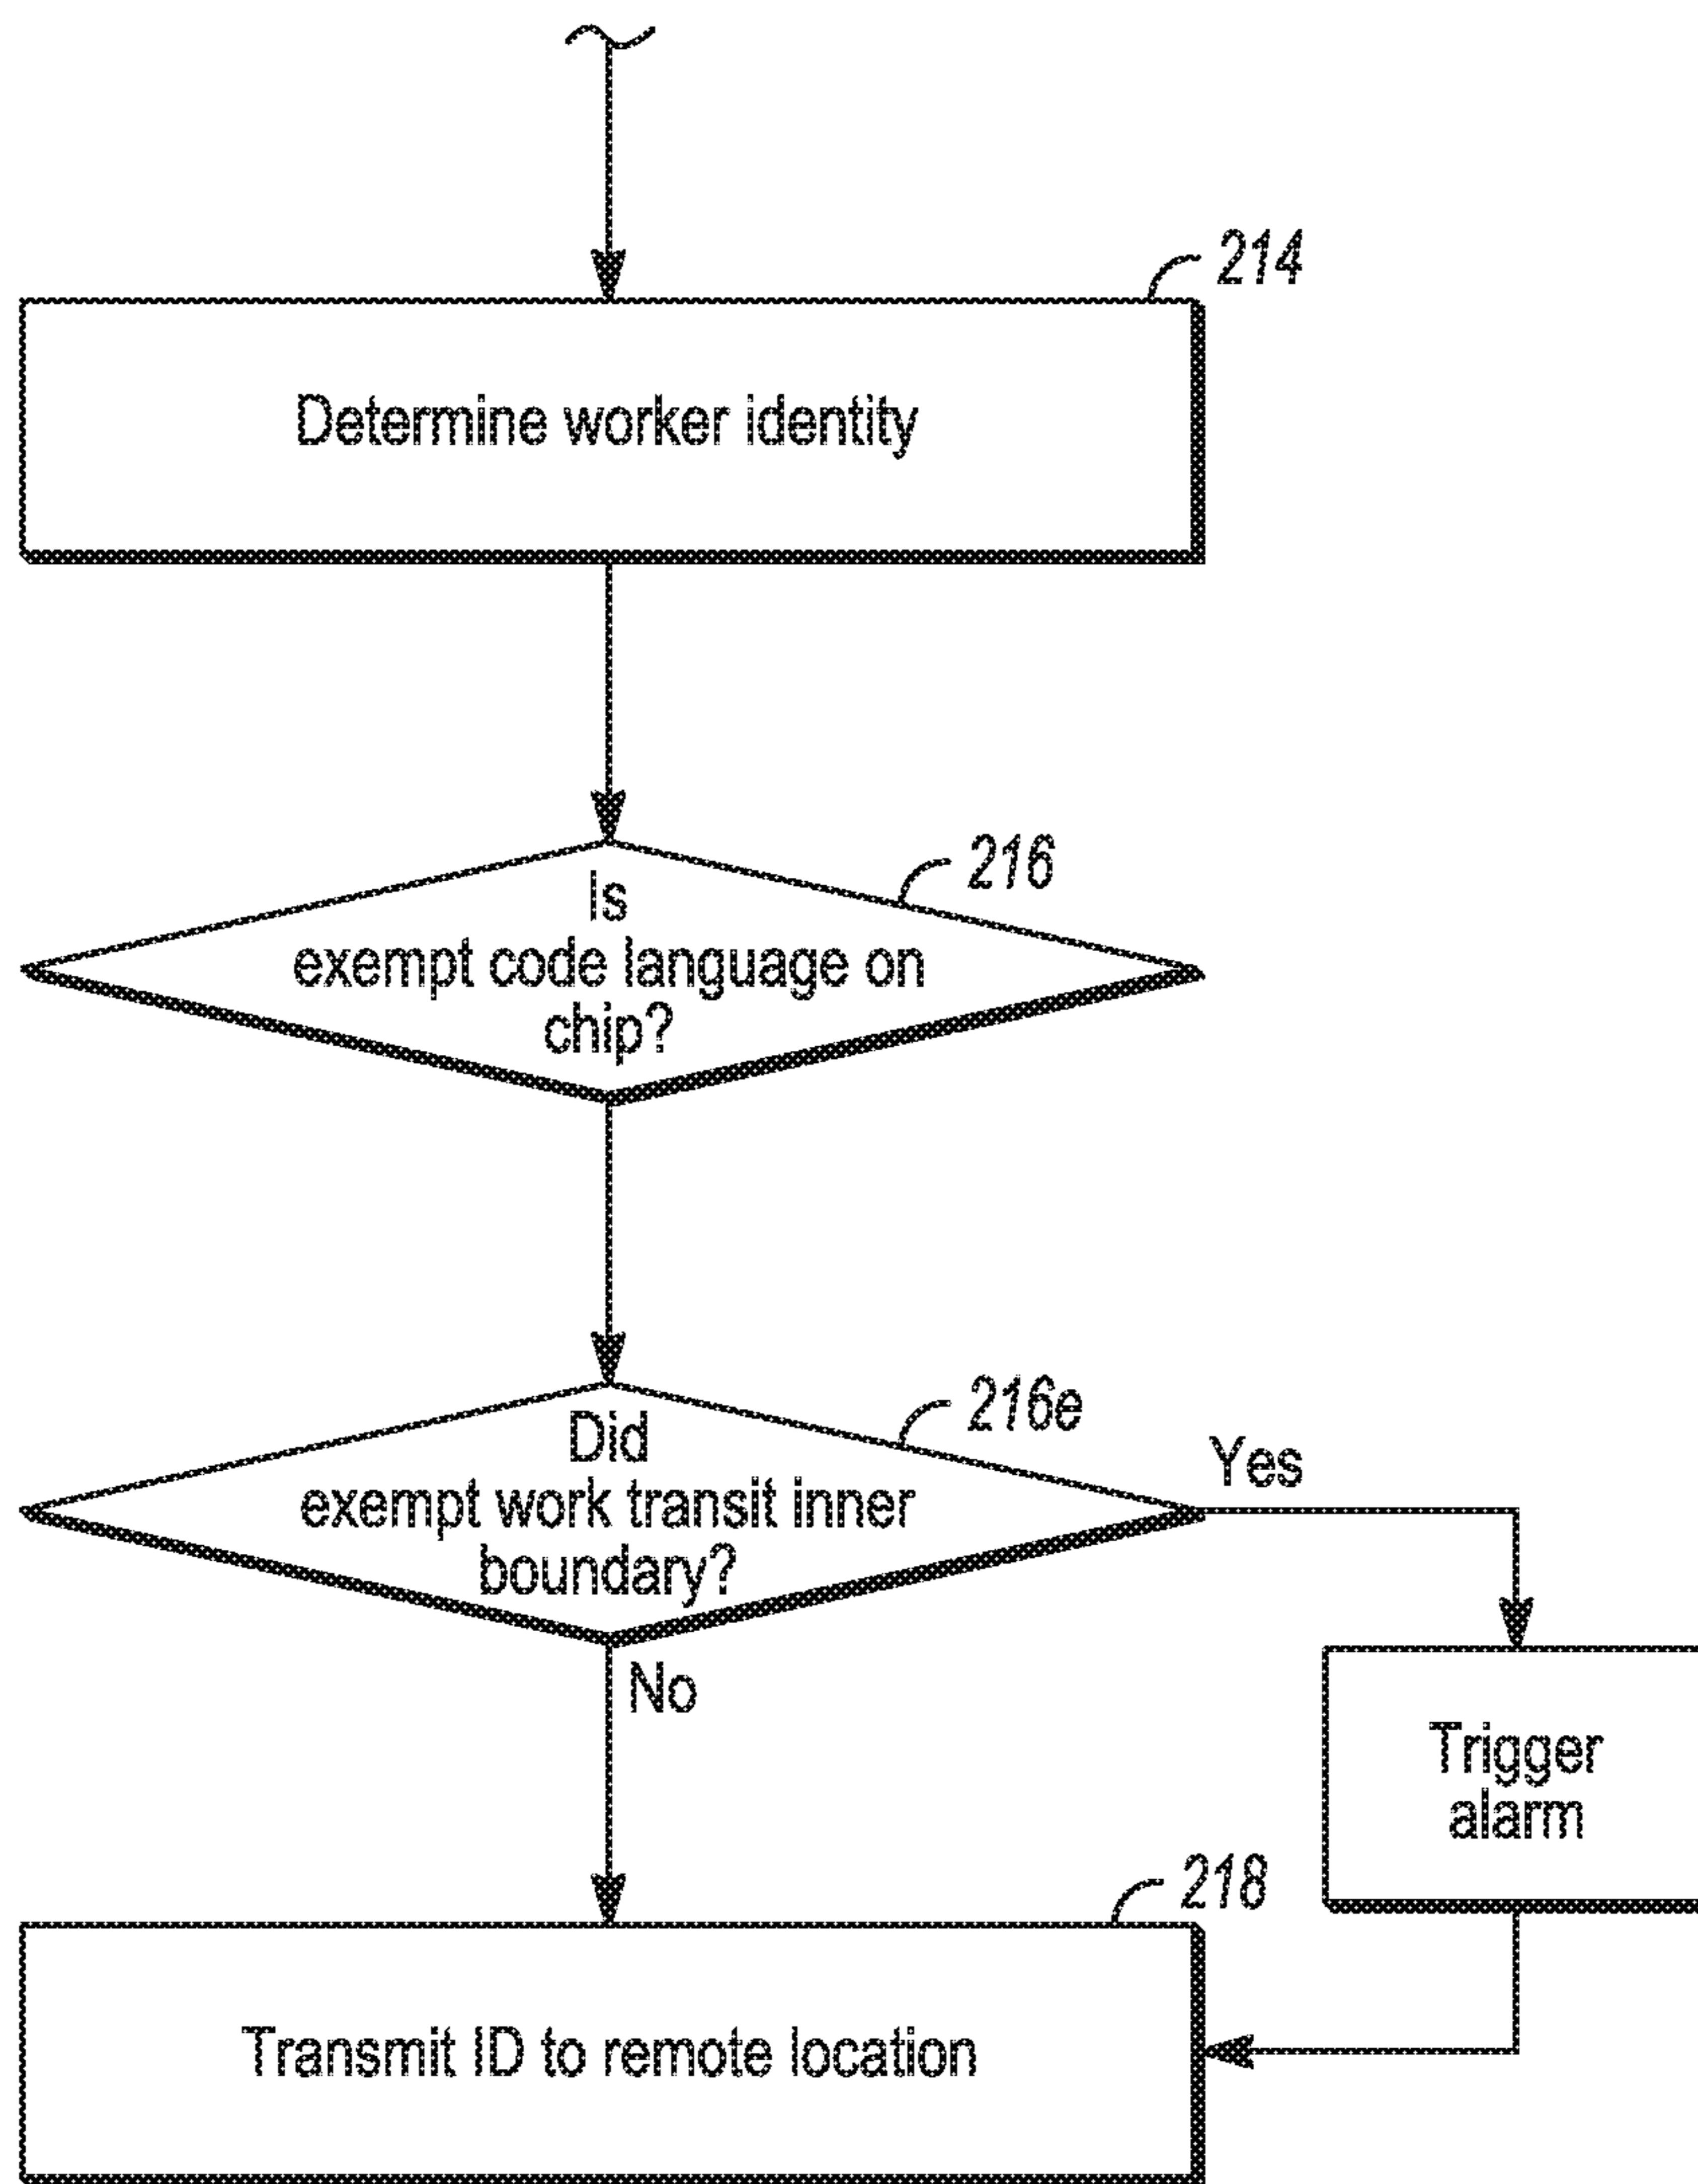 214
Determine worker identity
216
Is
exempt code language on
chip?
216e
Did
exempt work transit inner
boundary?
Yes
No
Trigger
alarm
218
Transmit ID to remote location